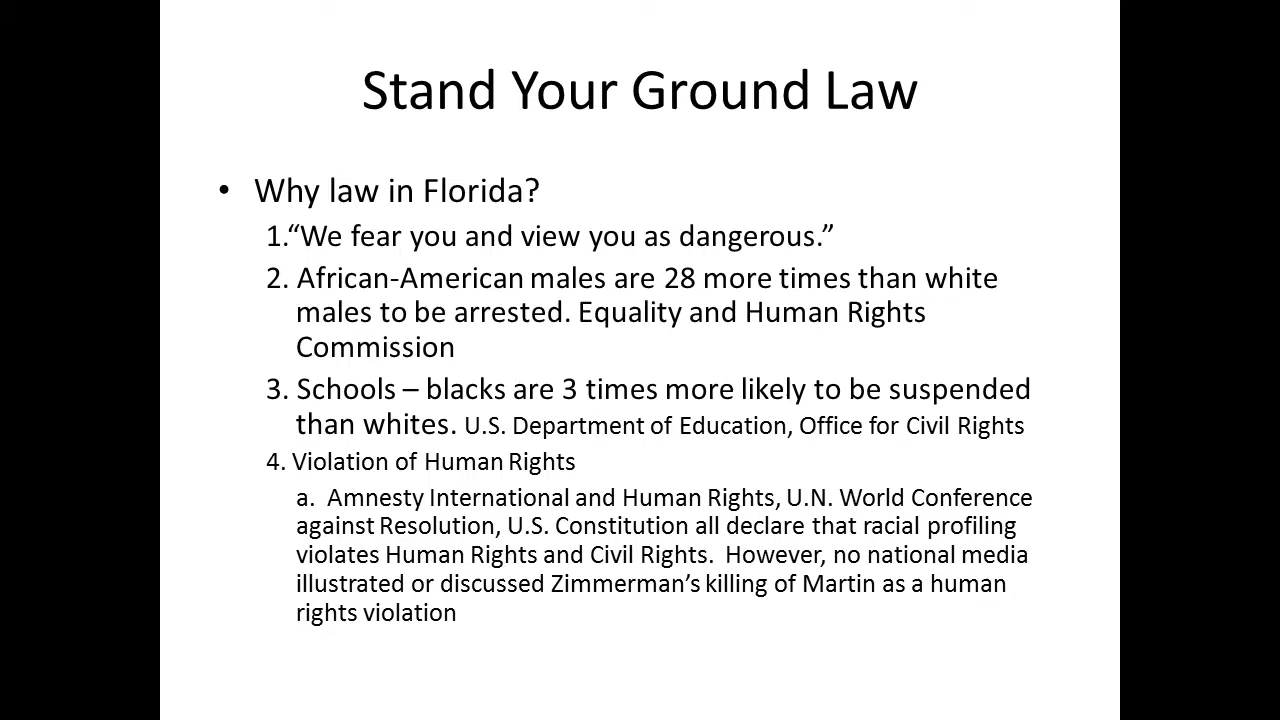 Stand Your Ground Law
• Why law in Florida?
1.“We fear you and view you as dangerous.”
2. African-American males are 28 more times than white
males to be arrested. Equality and Human Rights
Commission
3. Schools – blacks are 3 times more likely to be suspended
than whites. U.S. Department of Education, Office for Civil Rights
4. Violation of Human Rights
a. Amnesty International and Human Rights, U.N. World Conference
against Resolution, U.S. Constitution all declare that racial profiling
violates Human Rights and Civil Rights. However, no national media
illustrated or discussed Zimmerman’s killing of Martin as a human
rights violation